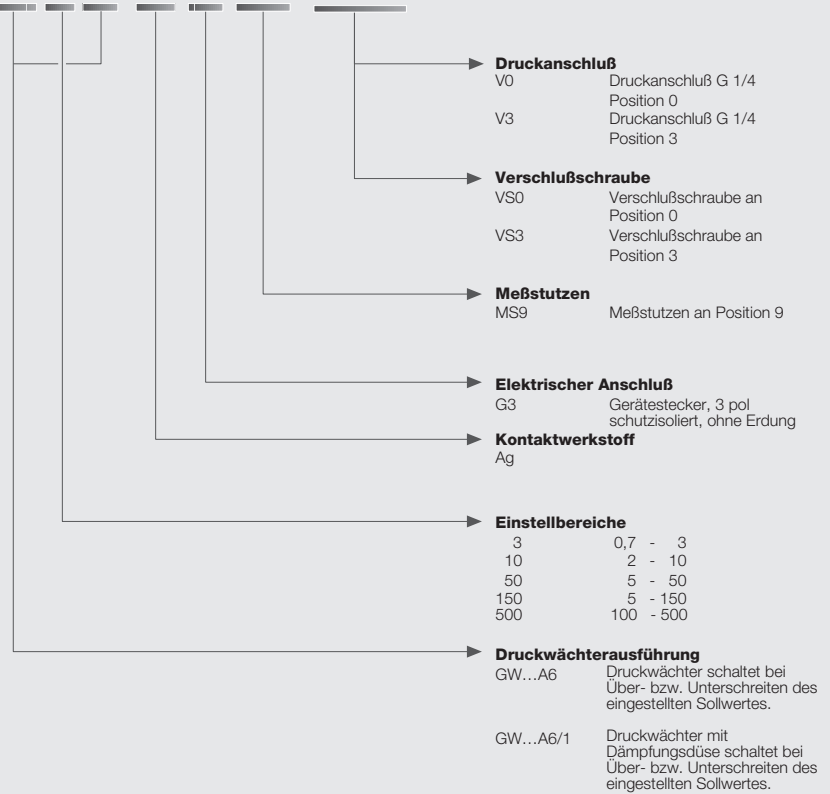 Druckanschluß
V0 Druckanschluß G 1/4
Position 0
V3 Druckanschluß G 1/4
Position 3
Verschlußschraube
VS0 Verschlußschraube an
Position 0
VS3 Verschlußschraube an
Position 3
Meßstutzen
MS9 Meßstutzen an Position 9
Elektrischer Anschluß
G3 Gerätestecker, 3 pol
schutzisoliert, ohne Erdung
Kontaktwerkstoff
Ag
Einstellbereiche
3 0,7 - 3
10 2 - 10
50 5 - 50
150 5 - 150
500 100 - 500
Druckwächterausführung
GW…A6 Druckwächter schaltet bei
Über- bzw. Unterschreiten des
eingestellten Sollwertes.
GW…A6/1 Druckwächter mit
Dämpfungsdüse schaltet bei
Über- bzw. Unterschreiten des
eingestellten Sollwertes.